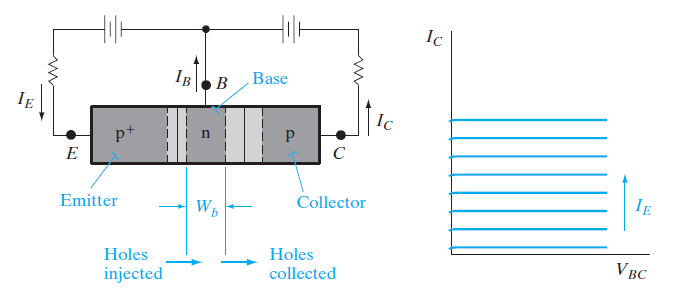 I_B
B
Base
I_E
I_C
p+
n
p
E
C
Emitter
W_b
Collector
Holes
injected
Holes
collected
I_C
I_E
V_BC